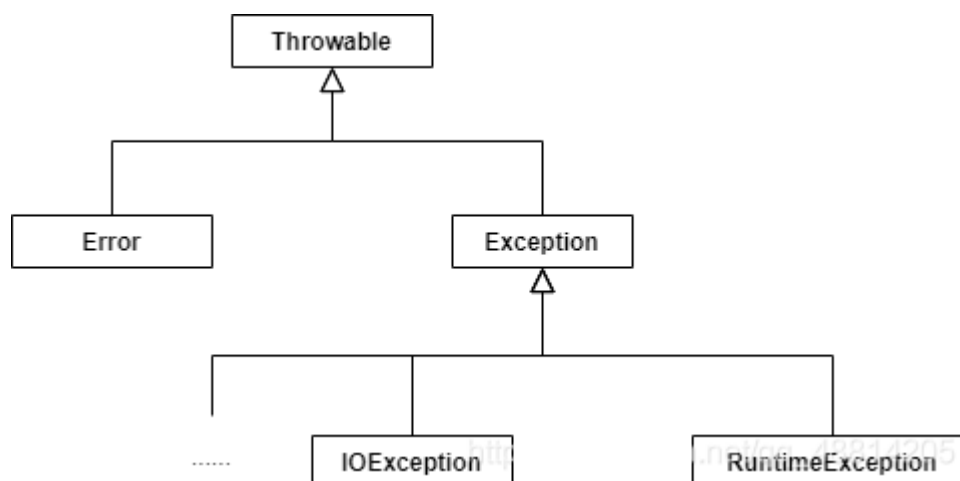 Throwable
Error
Exception
......
IOException
RuntimeException